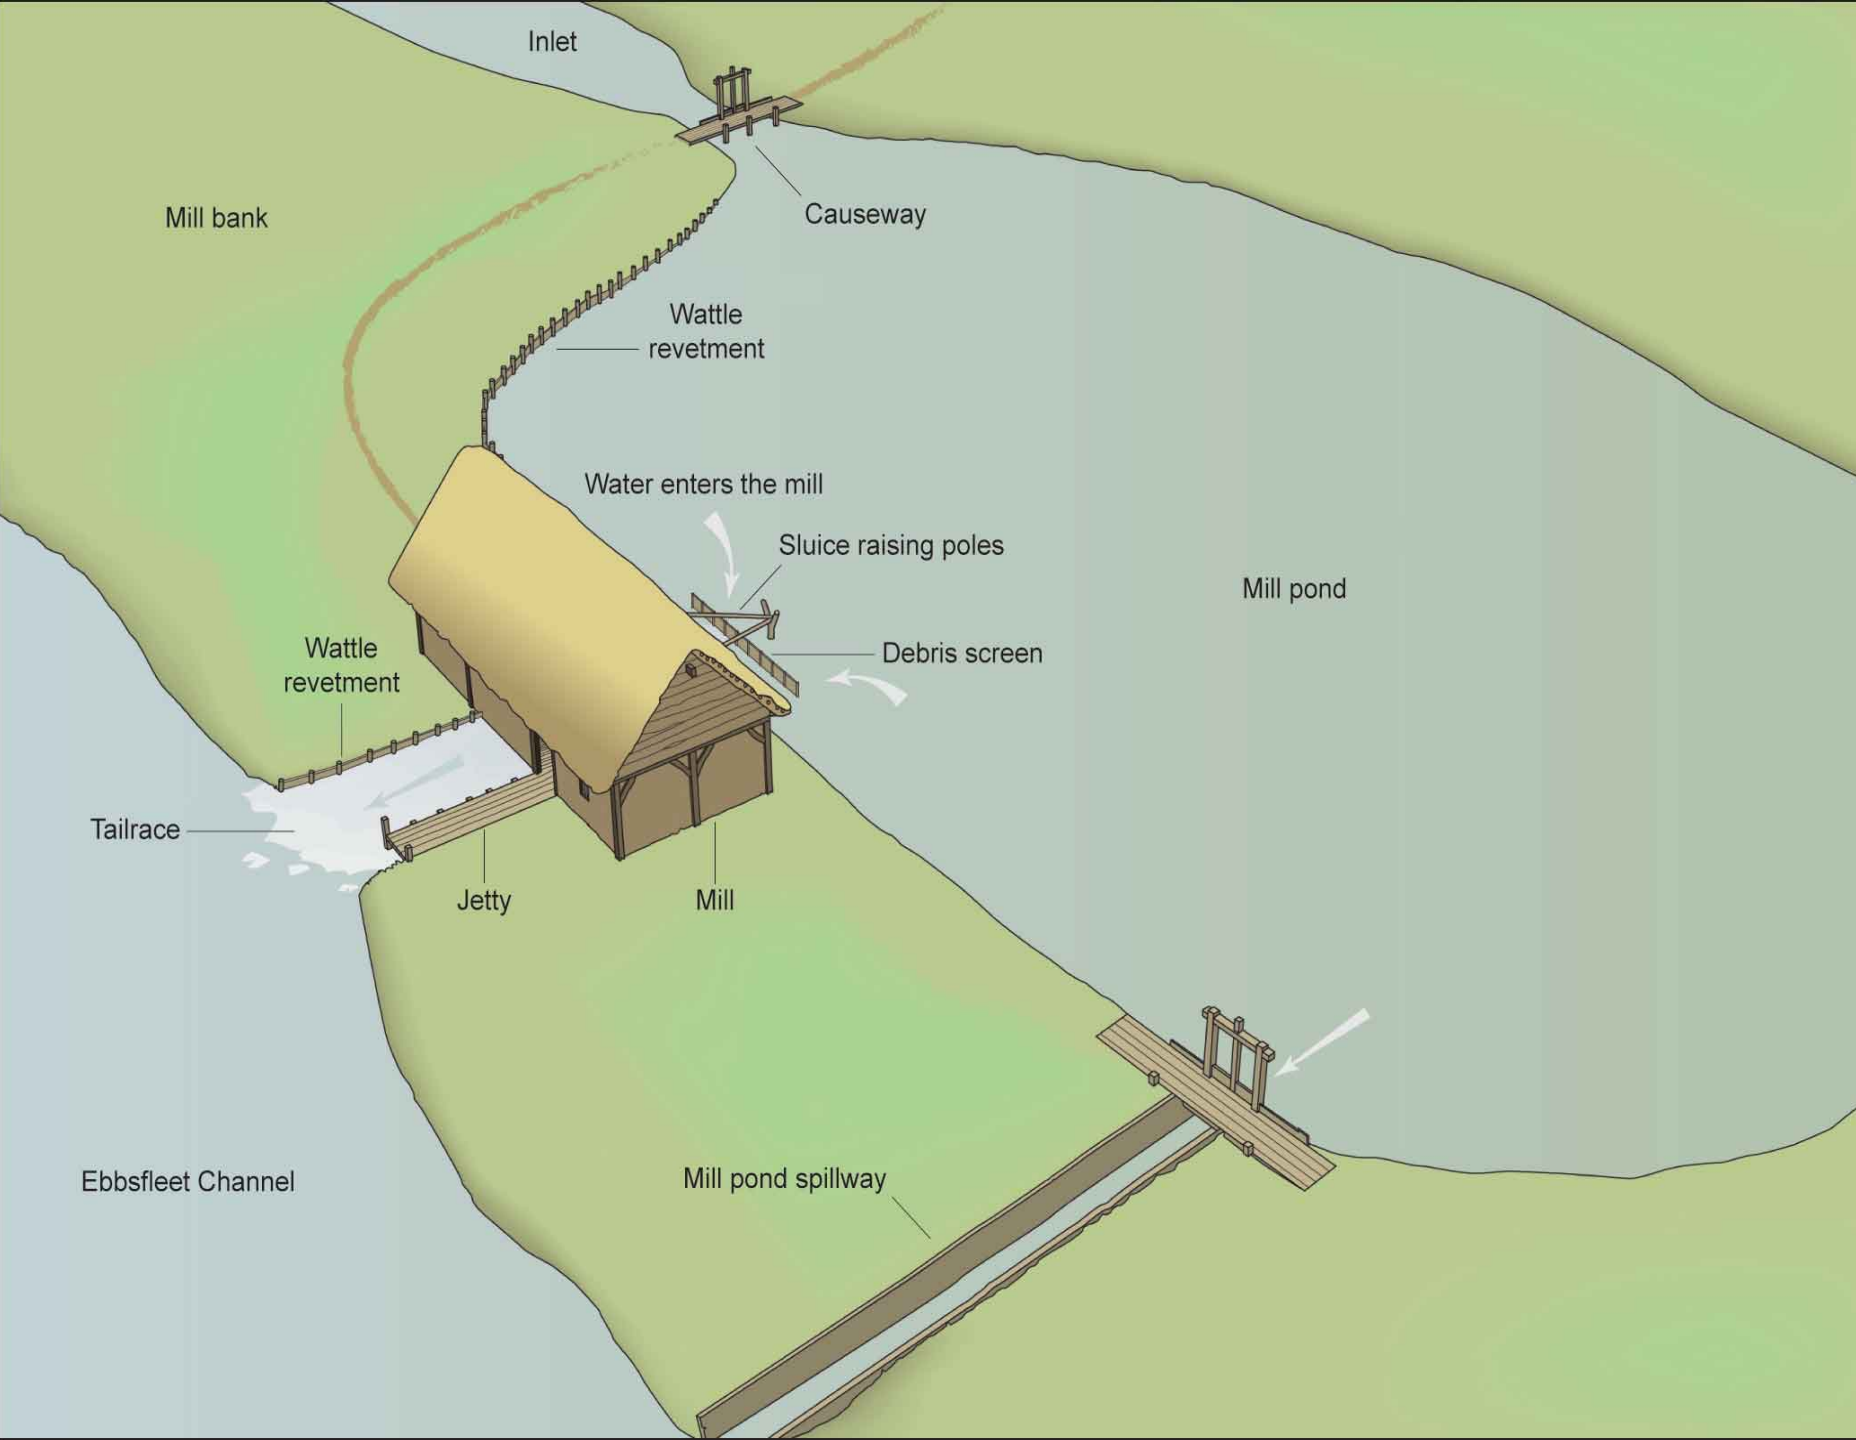 Inlet
Mill bank
Causeway
Wattle
revetment
Water enters the mill
Sluice raising poles
Mill pond
Debris screen
Wattle
revetment
Tailrace
Jetty
Mill
Mill pond spillway
Ebbsfleet Channel